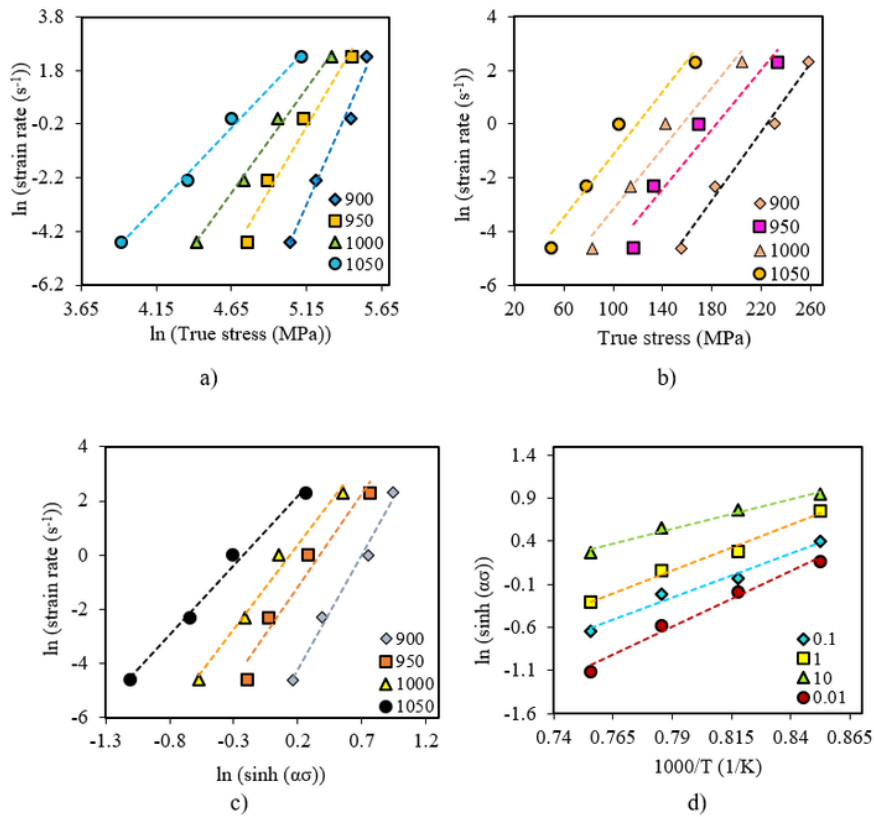 3.8
1.8
-0.2
-2.2
-4.2
-6.2
ln (strain rate (s⁻¹))
3.65 4.15 4.65 5.15 5.65
ln (True stress (MPa))
900
950
1000
1050
a)
4
2
0
-2
-4
-6
ln (strain rate (s⁻¹))
20 60 100 140 180 220 260
True stress (MPa)
900
950
1000
1050
b)
4
2
0
-2
-4
-6
ln (strain rate (s⁻¹))
-1.3 -0.8 -0.3 0.2 0.7 1.2
ln (sinh (ασ)
900
950
1000
1050
c)
1.4
0.9
0.4
-0.1
-0.6
-1.1
-1.6
ln (sinh (ασ))
0.74 0.765 0.79 0.815 0.84 0.865
1000/T (1/K)
0.1
1
10
0.01
d)